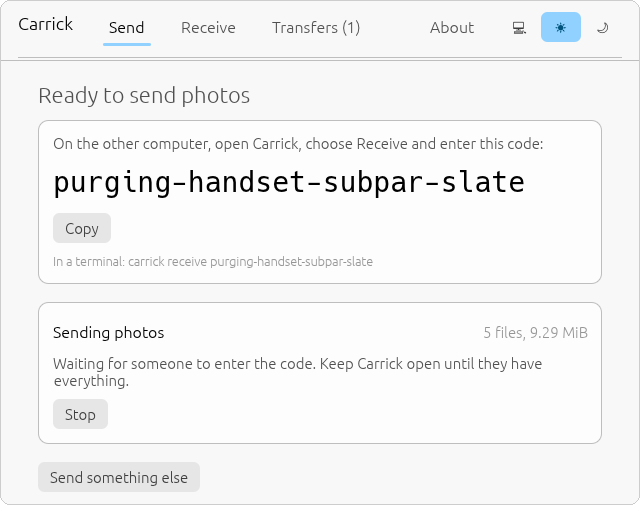 Carrick
Send
Receive
Transfers (1)
About
Ready to send photos
On the other computer, open Carrick, choose Receive and enter this code:
purging-handset-subpar-slate
Copy
In a terminal: carrick receive purging-handset-subpar-slate
Sending photos
5 files, 9.29 MiB
Waiting for someone to enter the code. Keep Carrick open until they have
everything.
Stop
Send something else